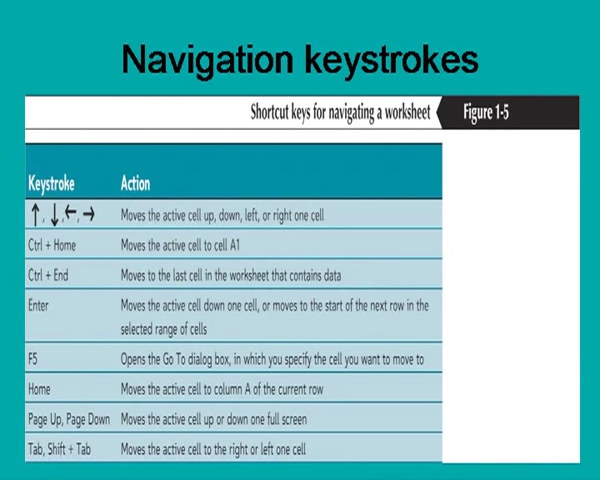 Navigation keystrokes
Shortcut keys for navigating a worksheet Figure 1-5
Keystroke Action
↑, ↓, ←, → Moves the active cell up, down, left, or right one cell
Ctrl + Home Moves the active cell to cell A1
Ctrl + End Moves to the last cell in the worksheet that contains data
Enter Moves the active cell down one cell, or moves to the start of the next row in the
selected range of cells
F5 Opens the Go To dialog box, in which you specify the cell you want to move to
Home Moves the active cell to column A of the current row
Page Up, Page Down Moves the active cell up or down one full screen
Tab, Shift + Tab Moves the active cell to the right or left one cell